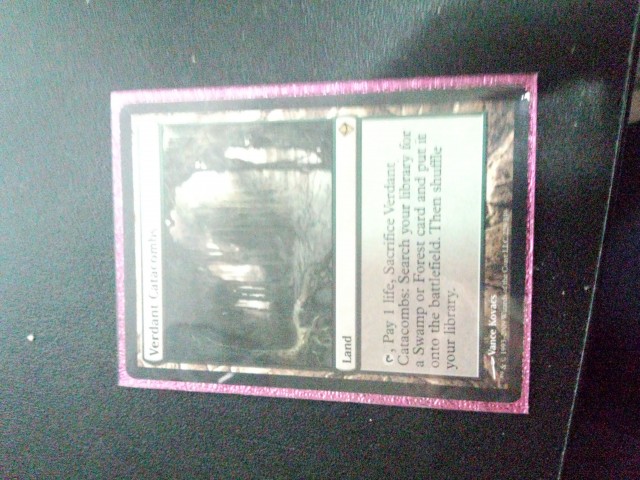 Verdant Catacombs
Land
, Pay 1 life, Sacrifice Verdant
Catacombs: Search your library for
a Swamp or Forest card and put it
onto the battlefield. Then shuffle
your library.
Vance Kovacs